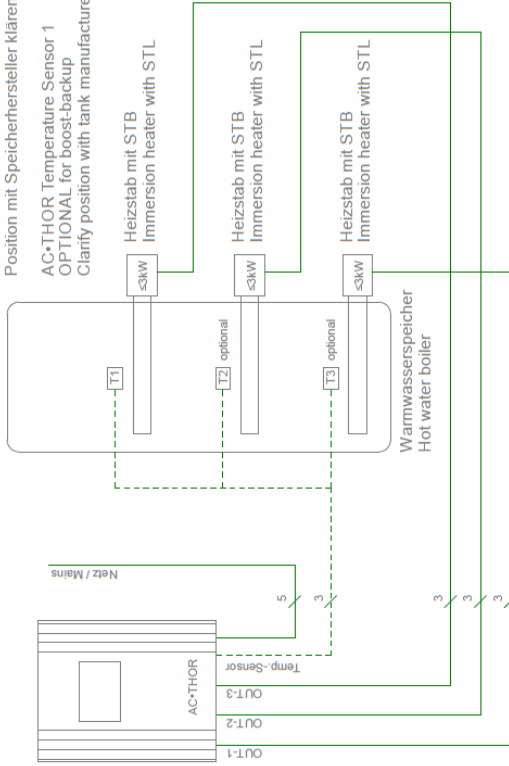 Position mit Speicherhersteller klären
AC•THOR Temperature Sensor 1
OPTIONAL for boost-backup
Clarify position with tank manufacture
Heizstab mit STB
Immersion heater with STL
≤3kW
T1
Heizstab mit STB
Immersion heater with STL
≤3kW
T2 optional
Heizstab mit STB
Immersion heater with STL
≤3kW
T3 optional
Warmwasserspeicher
Hot water boiler
Netz / Mains
5
3
3
3
3
AC•THOR
Temp.-Sensor
OUT-3
OUT-2
OUT-1